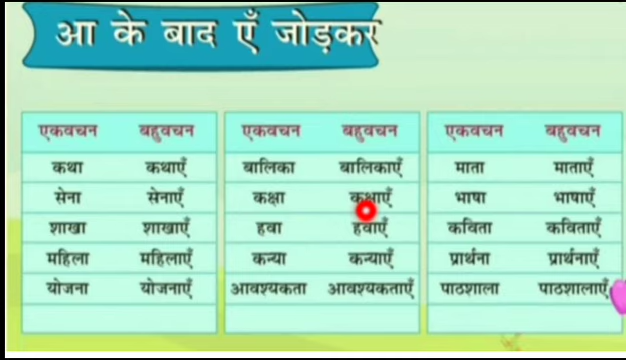 आ के बाद एँ जोड़कर
एकवचन बहुवचन एकवचन बहुवचन एकवचन बहुवचन
कथा कथाएँ बालिका बालिकाएँ माता माताएँ
सेना सेनाएँ कक्षा कक्षाएँ भाषा भाषाएँ
शाखा शाखाएँ हवा हवाएँ कविता कविताएँ
महिला महिलाएँ कन्या कन्याएँ प्रार्थना प्रार्थनाएँ
योजना योजनाएँ आवश्यकता आवश्यकताएँ पाठशाला पाठशालाएँ